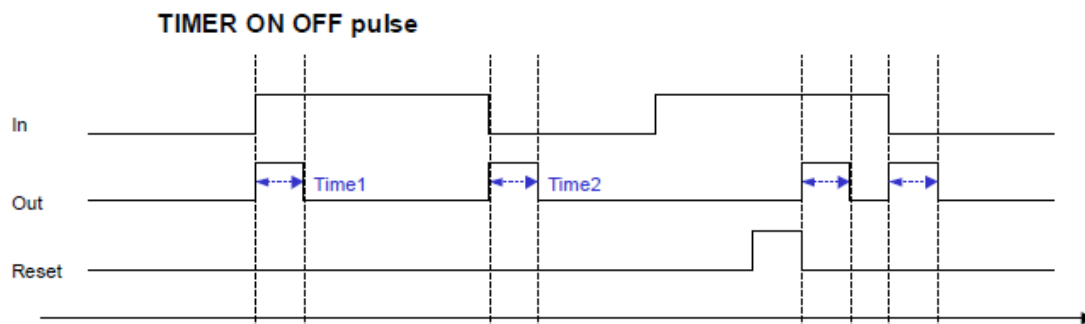 TIMER ON OFF pulse
In
Time1
Time2
Out
Reset